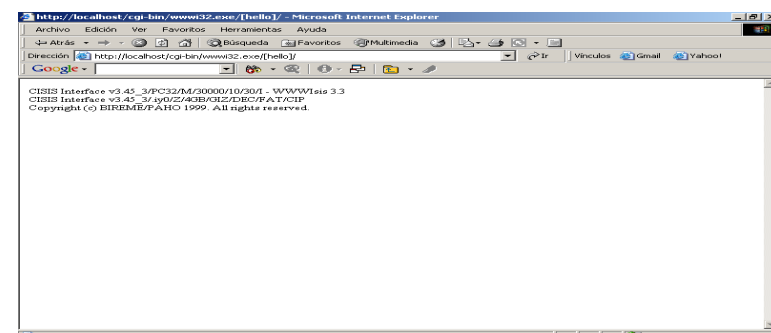 http://localhost/cgi-bin/wwwi32.exe/[hello]/ - Microsoft Internet Explorer
Archivo Edición Ver Favoritos Herramientas Ayuda
Atrás Búsqueda Favoritos Multimedia
Dirección http://localhost/cgi-bin/wwwi32.exe/[hello]/ Ir Vínculos Gmail Yahoo!
Google
CISIS Interface v3.45_3/PC32/M/30000/10/30/I - WWWIsis 3.3
CISIS Interface v3.45_3/.iy0/Z/4GB/GIZ/DEC/FAT/CIP
Copyright (c) BIREME/PAHO 1999. All rights reserved.